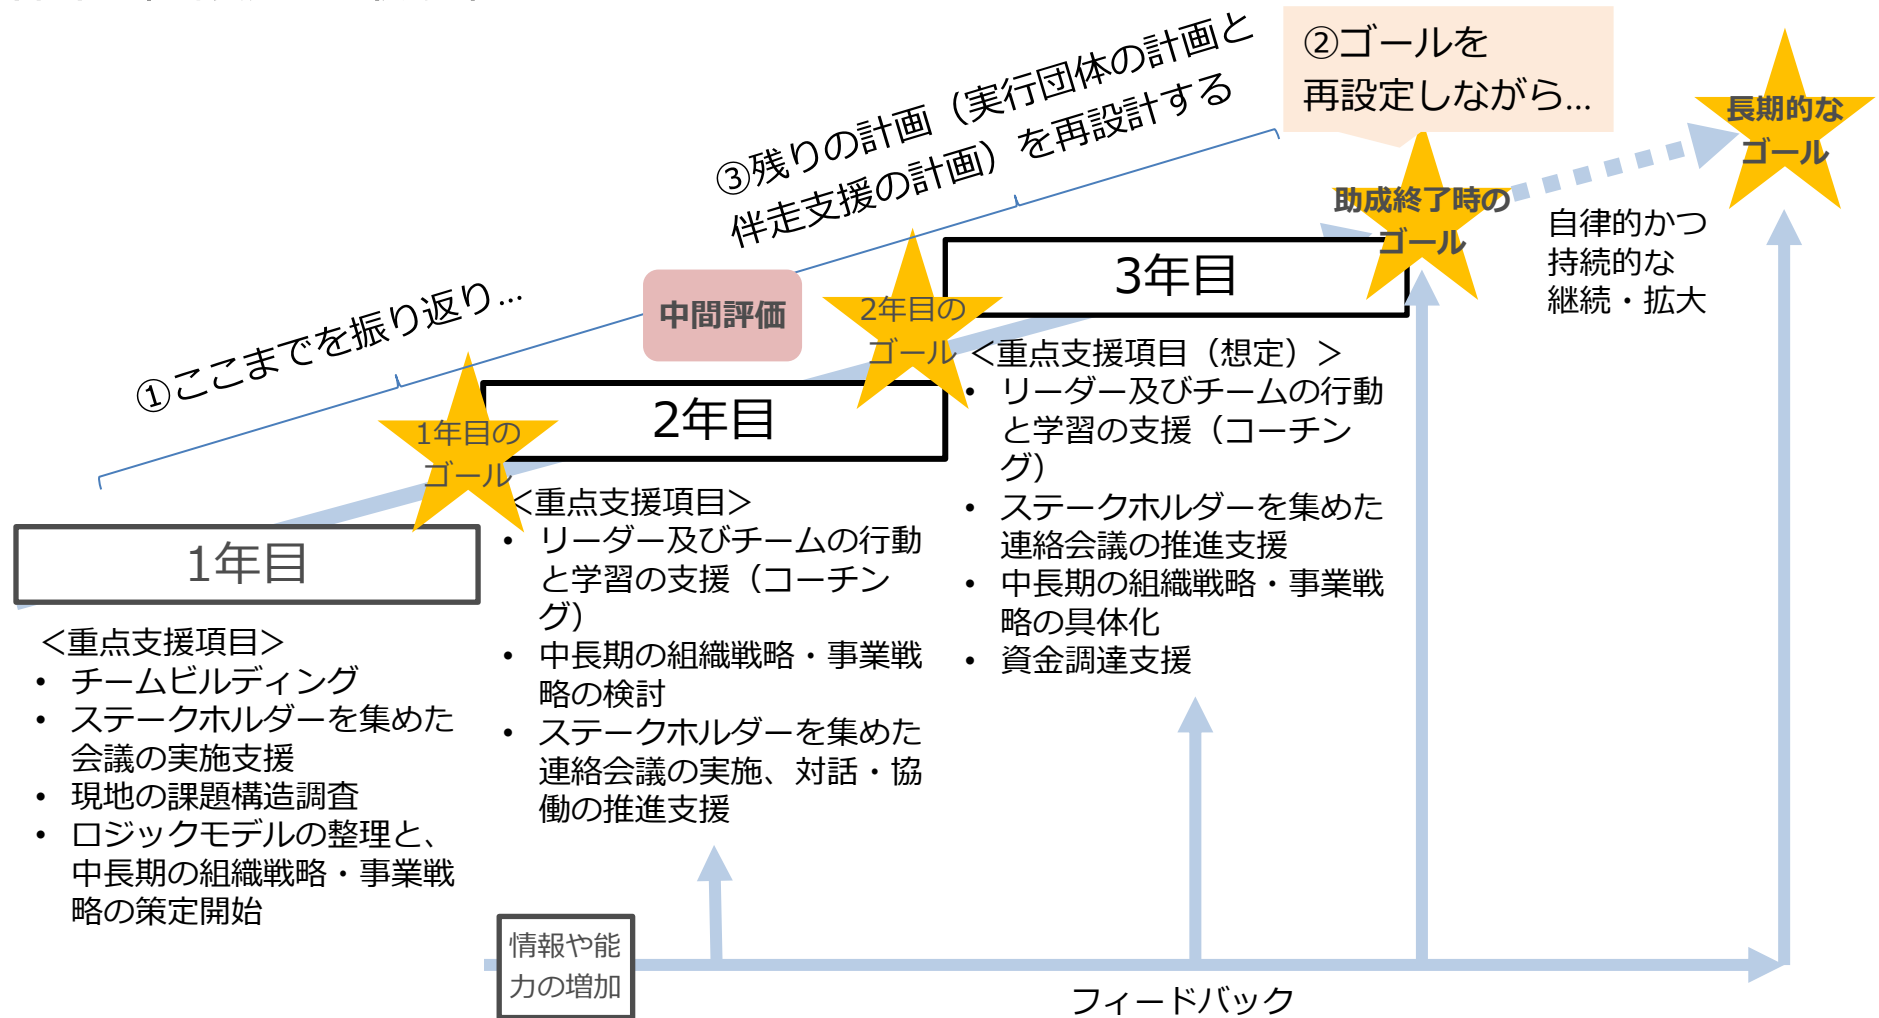 ②ゴールを
再設定しながら…
長期的な
ゴール
③残りの計画（実行団体の計画と
伴走支援の計画）を再設計する
助成終了時の
ゴール
自律的かつ
持続的な
継続・拡大
①ここまでを振り返り…
中間評価
2年目の
ゴール
3年目
＜重点支援項目（想定）＞
• リーダー及びチームの行動
と学習の支援（コーチン
グ）
• ステークホルダーを集めた
連絡会議の推進支援
• 中長期の組織戦略・事業戦
略の具体化
• 資金調達支援
1年目の
ゴール
2年目
＜重点支援項目＞
• リーダー及びチームの行動
と学習の支援（コーチン
グ）
• 中長期の組織戦略・事業戦
略の検討
• ステークホルダーを集めた
連絡会議の実施、対話・協
働の推進支援
1年目
＜重点支援項目＞
• チームビルディング
• ステークホルダーを集めた
会議の実施支援
• 現地の課題構造調査
• ロジックモデルの整理と、
中長期の組織戦略・事業戦
略の策定開始
情報や能
力の増加
フィードバック